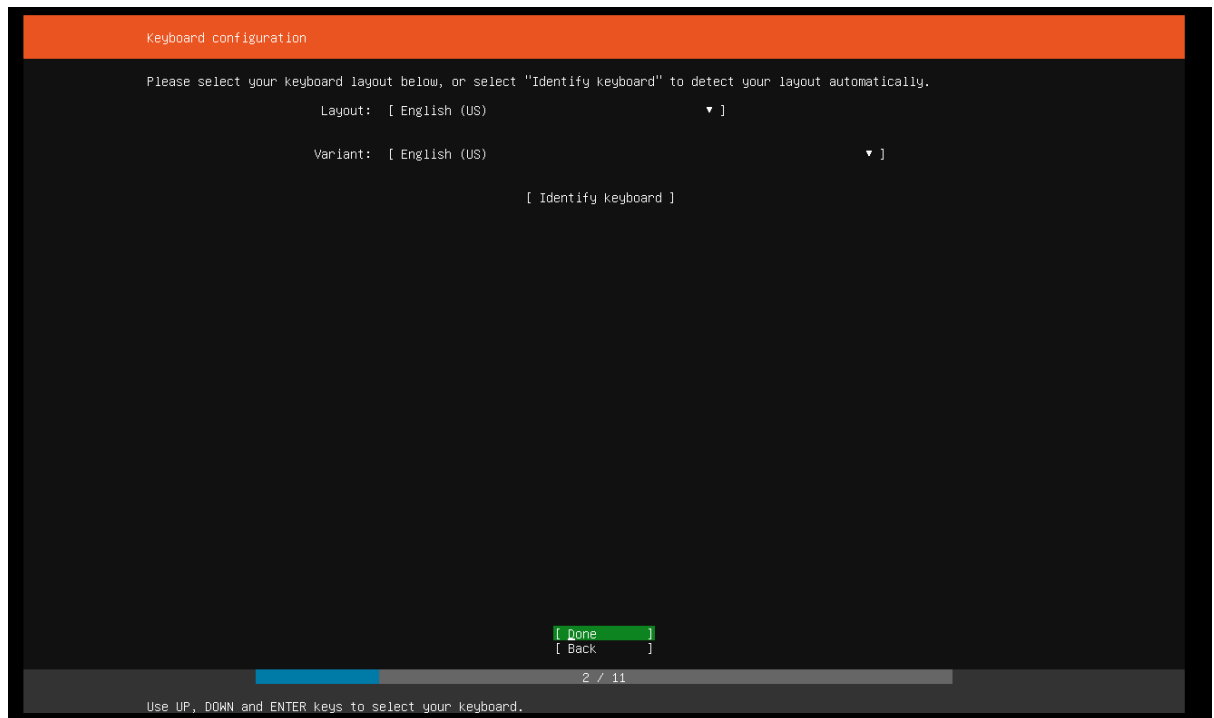 Keyboard configuration
Please select your keyboard layout below, or select "Identify keyboard" to detect your layout automatically.
Layout: [ English (US) ▼ ]
Variant: [ English (US) ▼ ]
[ Identify keyboard ]
[ Done ]
[ Back ]
2 / 11
Use UP, DOWN and ENTER keys to select your keyboard.